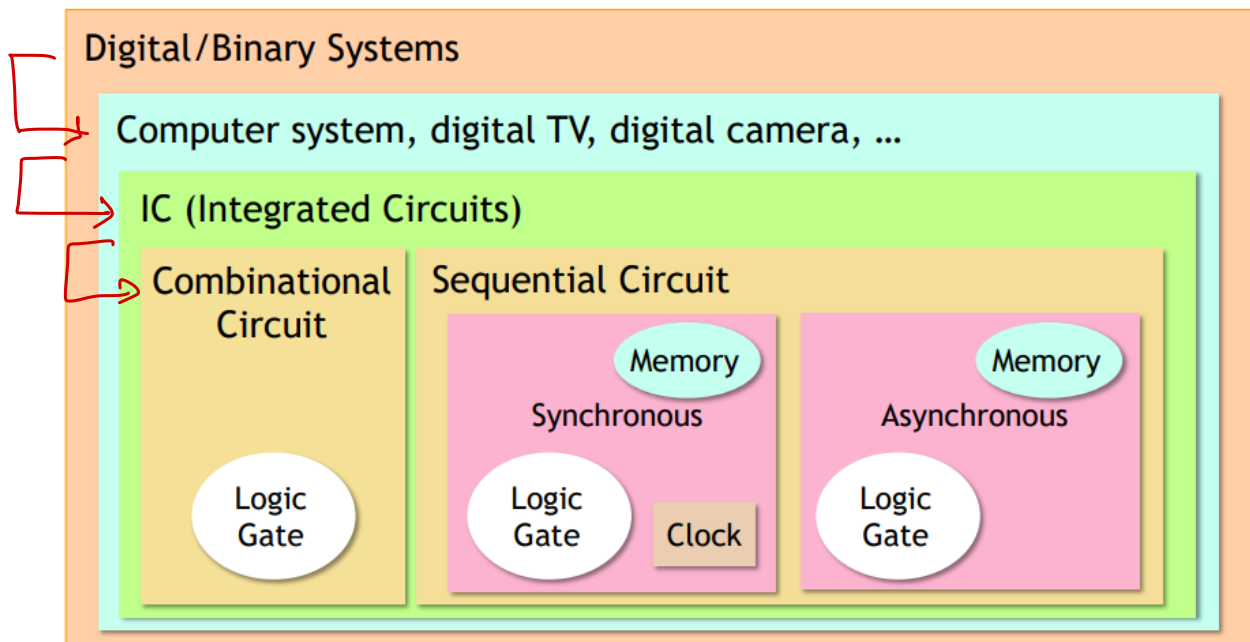 Digital/Binary Systems
Computer system, digital TV, digital camera, …
IC (Integrated Circuits)
Combinational
Circuit
Logic
Gate
Sequential Circuit
Memory
Synchronous
Logic
Gate
Clock
Memory
Asynchronous
Logic
Gate